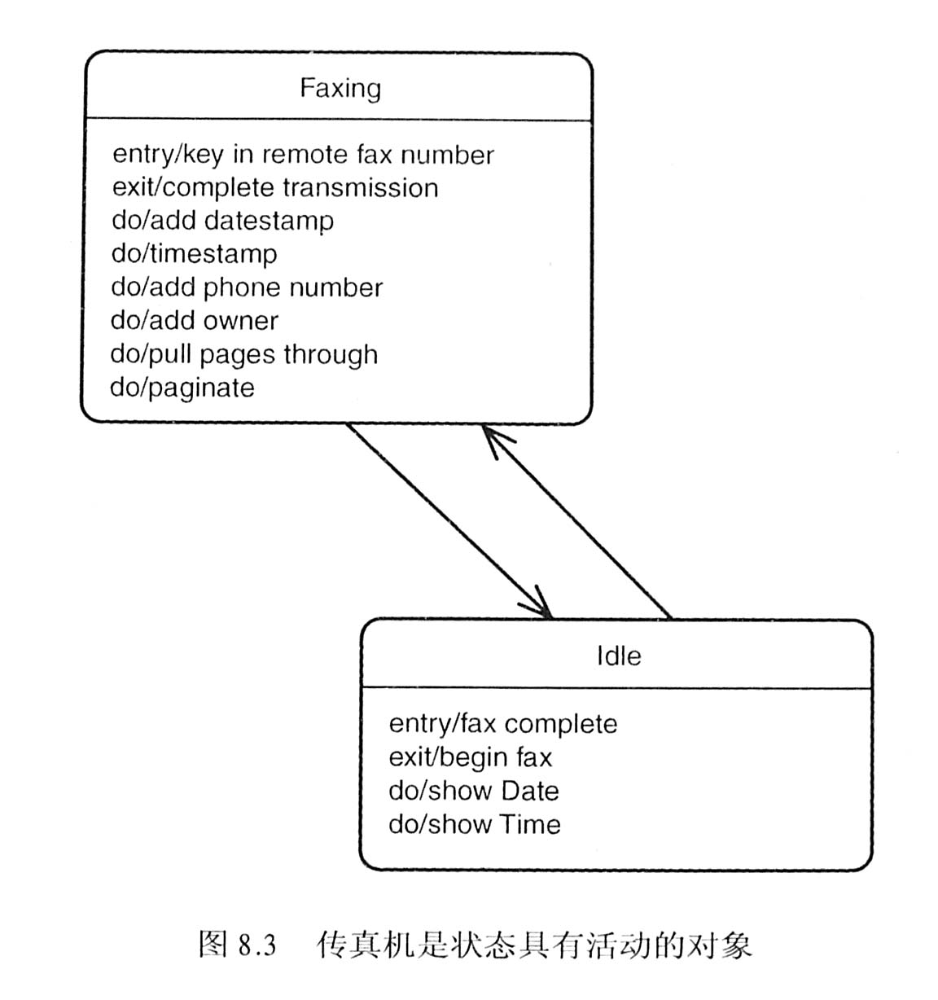 Faxing
entry/key in remote fax number
exit/complete transmission
do/add datestamp
do/timestamp
do/add phone number
do/add owner
do/pull pages through
do/paginate
Idle
entry/fax complete
exit/begin fax
do/show Date
do/show Time
图 8.3 传真机是状态具有活动的对象